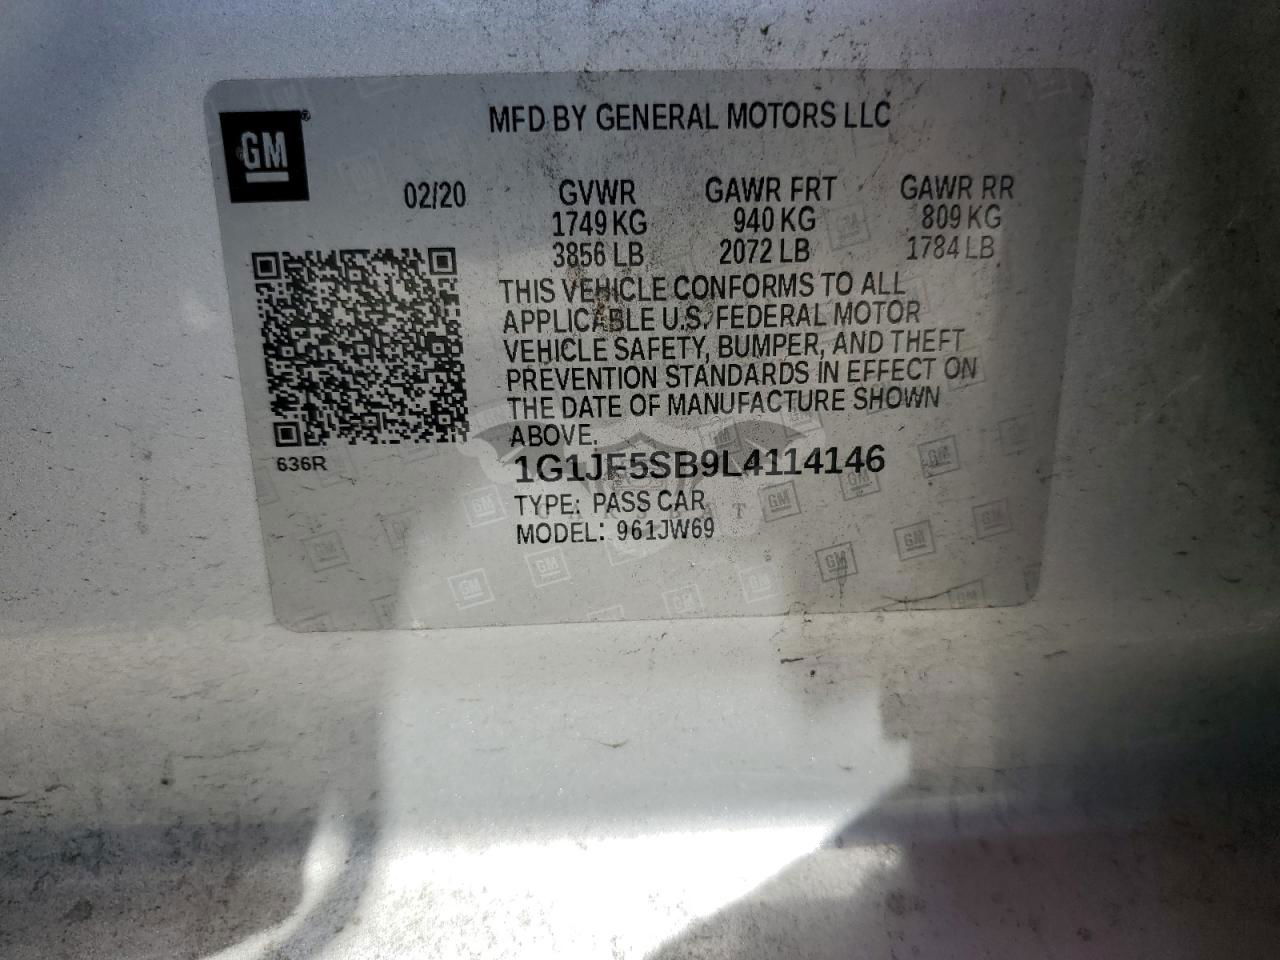 MFD BY GENERAL MOTORS LLC
GM
02/20
GVWR GAWR FRT GAWR RR
1749 KG 940 KG 809 KG
3856 LB 2072 LB 1784 LB
THIS VEHICLE CONFORMS TO ALL
APPLICABLE U.S. FEDERAL MOTOR
VEHICLE SAFETY, BUMPER, AND THEFT
PREVENTION STANDARDS IN EFFECT ON
THE DATE OF MANUFACTURE SHOWN
ABOVE.
636R
1G1JF5SB9L4114146
TYPE: PASS CAR
MODEL: 961JW69